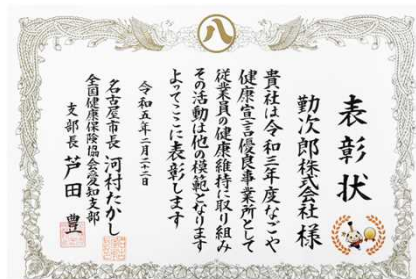 八
表彰状
勤次郎株式会社 様
貴社は令和三年度なごや
健康宣言優良事業所として
従業員の健康維持に取り組み
その活動は他の模範となります
よってここに表彰します
令和五年二月二十二日
名古屋市長 河村たかし
全国健康保険協会愛知支部
支部長 芦田 豊